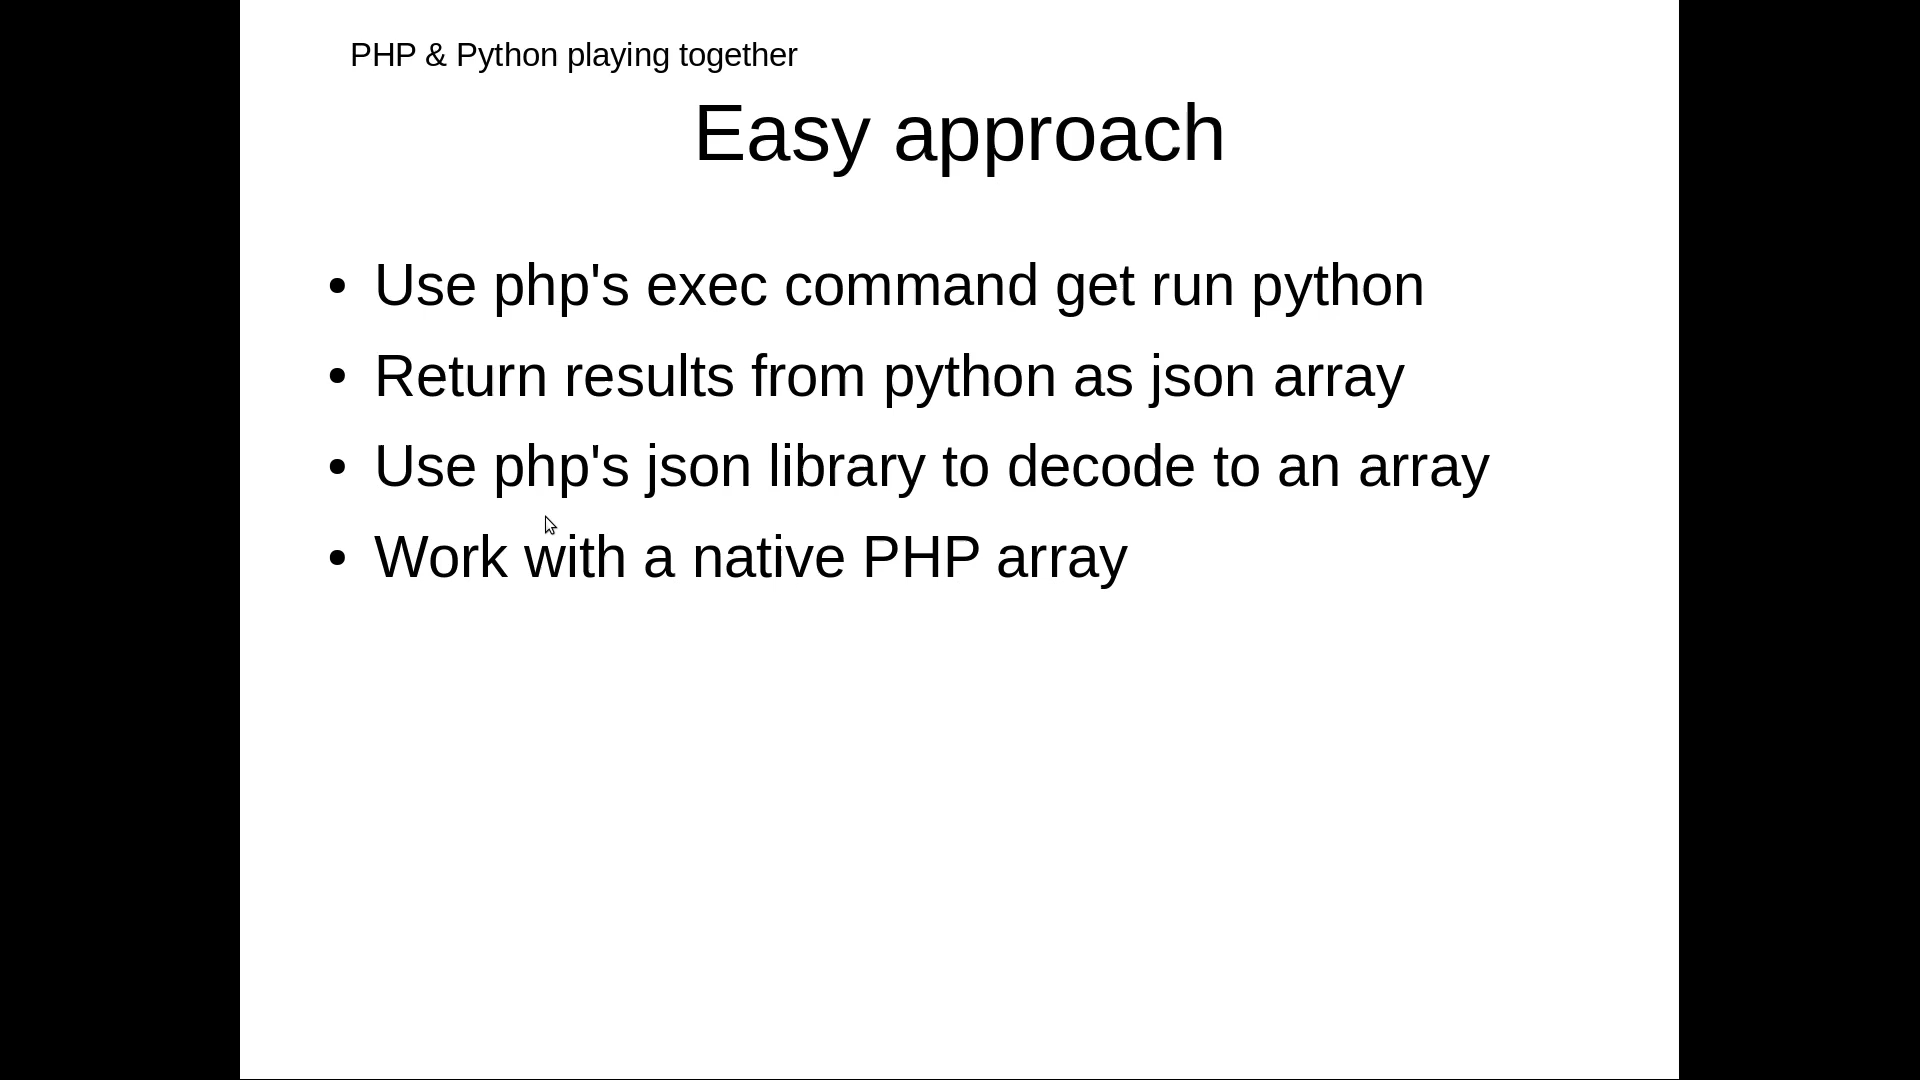 PHP & Python playing together
Easy approach
• Use php's exec command get run python
• Return results from python as json array
• Use php's json library to decode to an array
• Work with a native PHP array